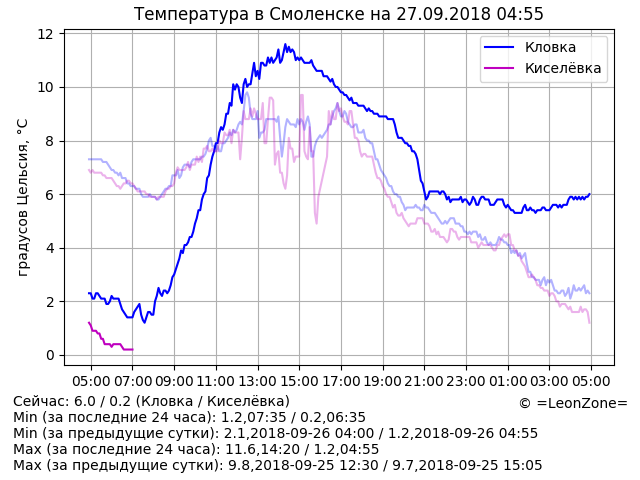 Температура в Смоленске на 27.09.2018 04:55
12
10
8
6
4
2
0
градусов Цельсия, °C
Кловка
Киселёвка
05:00 07:00 09:00 11:00 13:00 15:00 17:00 19:00 21:00 23:00 01:00 03:00 05:00
Сейчас: 6.0 / 0.2 (Кловка / Киселёвка)
© =LeonZone=
Min (за последние 24 часа): 1.2,07:35 / 0.2,06:35
Min (за предыдущие сутки): 2.1,2018-09-26 04:00 / 1.2,2018-09-26 04:55
Max (за последние 24 часа): 11.6,14:20 / 1.2,04:55
Max (за предыдущие сутки): 9.8,2018-09-25 12:30 / 9.7,2018-09-25 15:05